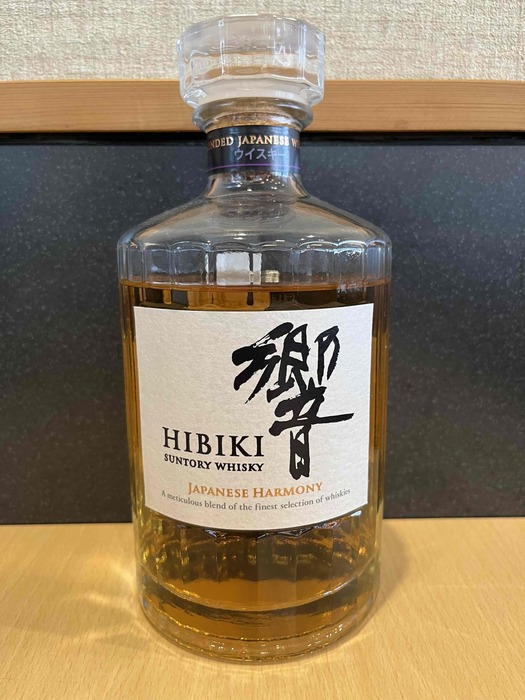 NDED JAPANESE W
ウイスキー
響
HIBIKI
SUNTORY WHISKY
JAPANESE HARMONY
A meticulous blend of the finest selection of whiskies